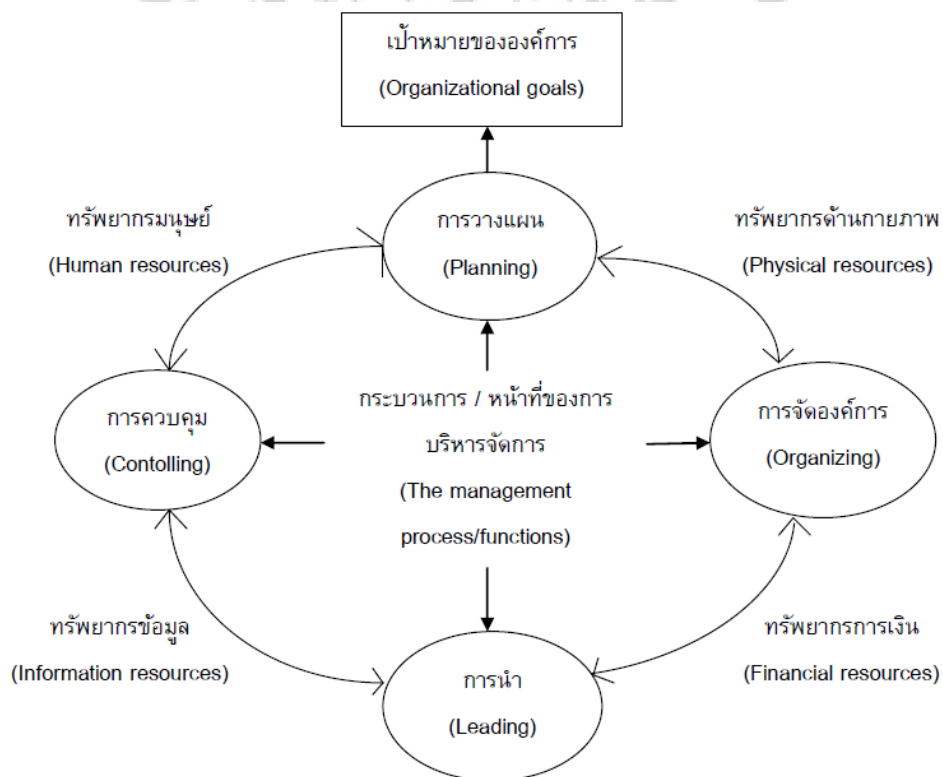 เป้าหมายขององค์การ
(Organizational goals)
ทรัพยากรมนุษย์
(Human resources)
การวางแผน
(Planning)
ทรัพยากรด้านกายภาพ
(Physical resources)
การควบคุม
(Contolling)
กระบวนการ / หน้าที่ของการ
บริหารจัดการ
(The management
process/functions)
การจัดองค์การ
(Organizing)
ทรัพยากรข้อมูล
(Information resources)
การนำ
(Leading)
ทรัพยากรการเงิน
(Financial resources)